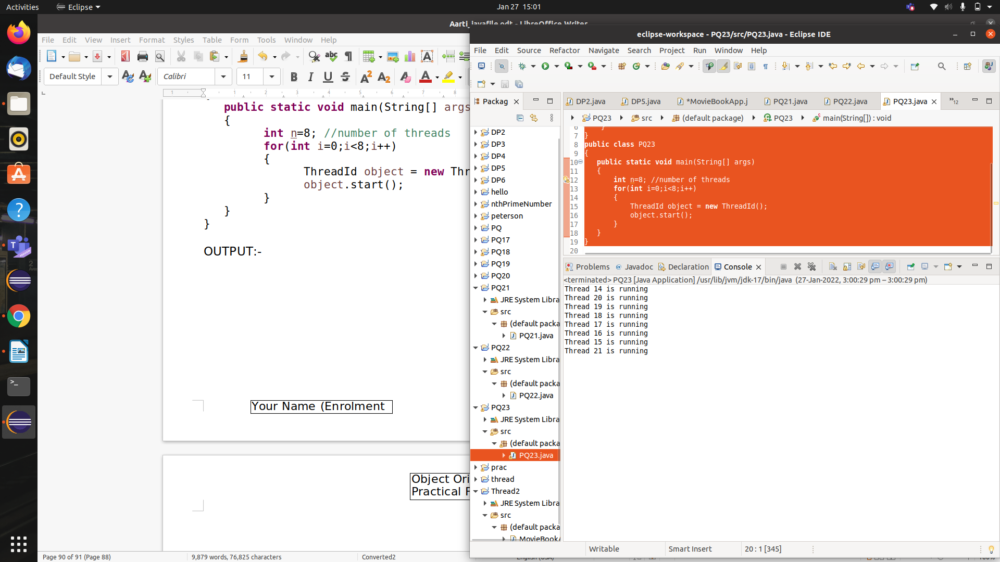 Activities
Eclipse
Jan 27 15:01
Aarti_javafile.odt - LibreOffice Writer
File Edit View Insert Format Styles Table Form Tools Window Help
Default Style
Calibri
11
1 1 2 3 4 5 6 7 8
public static void main(String[] args
{
int n=8; //number of threads
for(int i=0;i<8;i++)
{
ThreadId object = new Thr
object.start();
}
}
}
OUTPUT:-
Your Name (Enrolment
Object Ori
Practical F
Page 90 of 91 (Page 88)
9,879 words, 76,825 characters
Converted2
English (USA)
eclipse-workspace - PQ23/src/PQ23.java - Eclipse IDE
File Edit Source Refactor Navigate Search Project Run Window Help
Packag
DP2
DP3
DP4
DP5
DP6
hello
nthPrimeNumber
peterson
PQ
PQ17
PQ18
PQ19
PQ20
PQ21
JRE System Libra
src
(default packa
PQ21.java
PQ22
JRE System Libra
src
(default packa
PQ22.java
PQ23
JRE System Libra
src
(default packa
PQ23.java
prac
thread
Thread2
JRE System Libra
src
(default packa
MovieBookA
DP2.java DP5.java *MovieBookApp.j PQ21.java PQ22.java PQ23.java »12
PQ23 src (default package) PQ23 main(String[]) : void
6 }
7 }
8 public class PQ23
9 {
10 public static void main(String[] args)
11 {
12 int n=8; //number of threads
13 for(int i=0;i<8;i++)
14 {
15 ThreadId object = new ThreadId();
16 object.start();
17 }
18 }
19 }
20
Problems Javadoc Declaration Console
<terminated> PQ23 [Java Application] /usr/lib/jvm/jdk-17/bin/java (27-Jan-2022, 3:00:29 pm – 3:00:29 pm)
Thread 14 is running
Thread 20 is running
Thread 19 is running
Thread 18 is running
Thread 17 is running
Thread 16 is running
Thread 15 is running
Thread 21 is running
Writable
Smart Insert
20 : 1 [345]